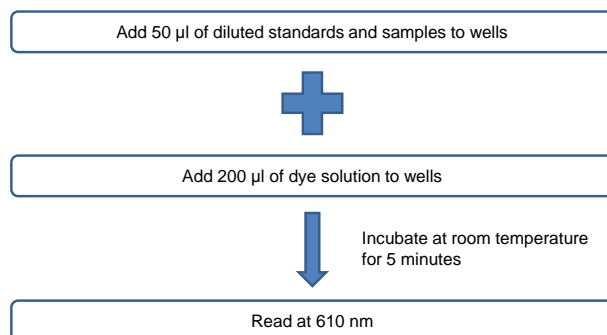 Add 50 µl of diluted standards and samples to wells
Add 200 µl of dye solution to wells
Incubate at room temperature
for 5 minutes
Read at 610 nm